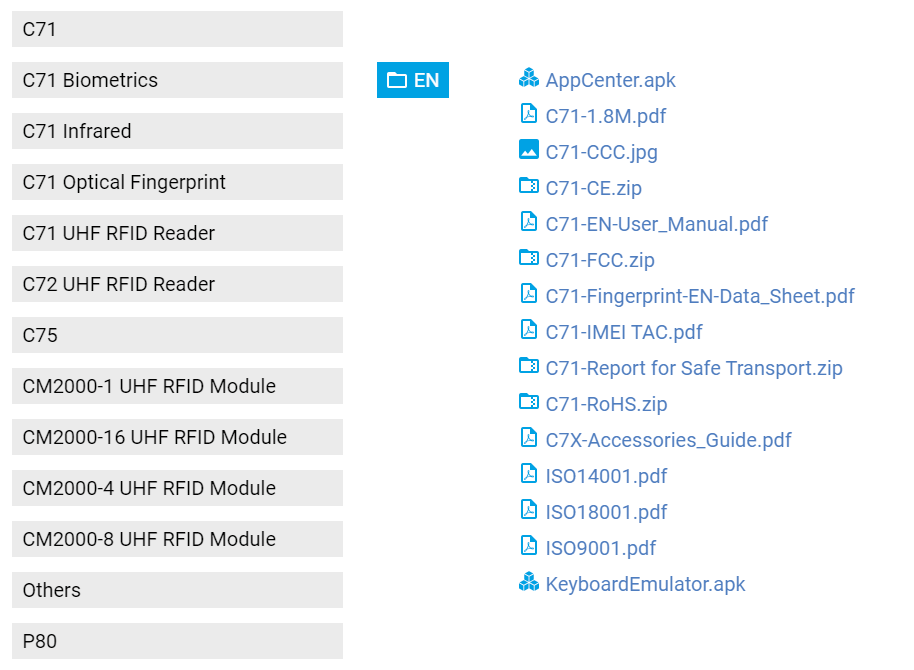 C71
C71 Biometrics
C71 Infrared
C71 Optical Fingerprint
C71 UHF RFID Reader
C72 UHF RFID Reader
C75
CM2000-1 UHF RFID Module
CM2000-16 UHF RFID Module
CM2000-4 UHF RFID Module
CM2000-8 UHF RFID Module
Others
P80
EN
AppCenter.apk
C71-1.8M.pdf
C71-CCC.jpg
C71-CE.zip
C71-EN-User_Manual.pdf
C71-FCC.zip
C71-Fingerprint-EN-Data_Sheet.pdf
C71-IMEI TAC.pdf
C71-Report for Safe Transport.zip
C71-RoHS.zip
C7X-Accessories_Guide.pdf
ISO14001.pdf
ISO18001.pdf
ISO9001.pdf
KeyboardEmulator.apk